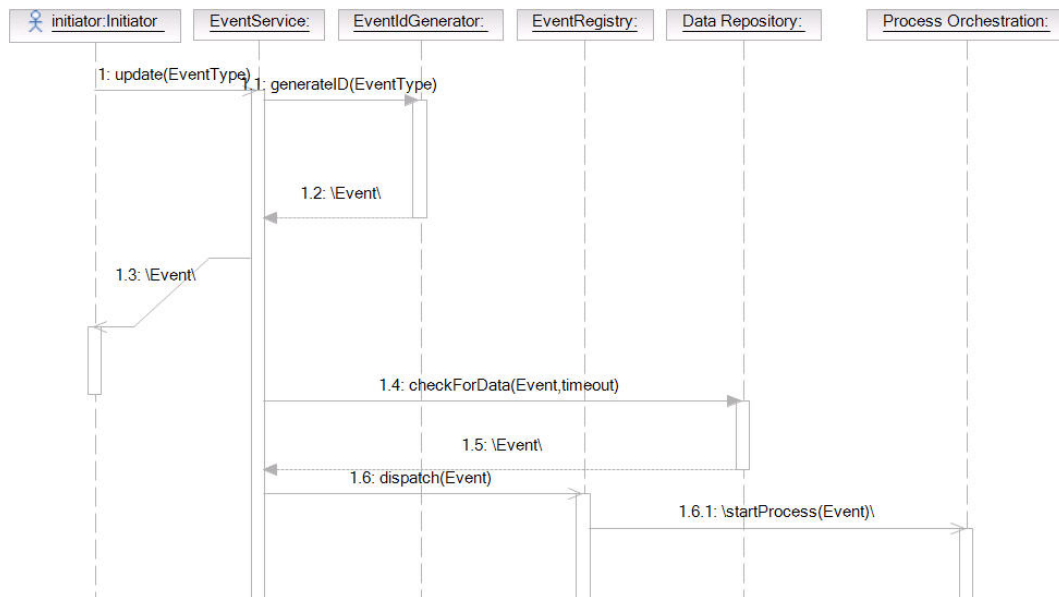 initiator:Initiator
EventService:
EventIdGenerator:
EventRegistry:
Data Repository:
Process Orchestration:
1: update(EventType)
1.1: generateID(EventType)
1.2: \Event\
1.3: \Event\
1.4: checkForData(Event,timeout)
1.5: \Event\
1.6: dispatch(Event)
1.6.1: \startProcess(Event)\